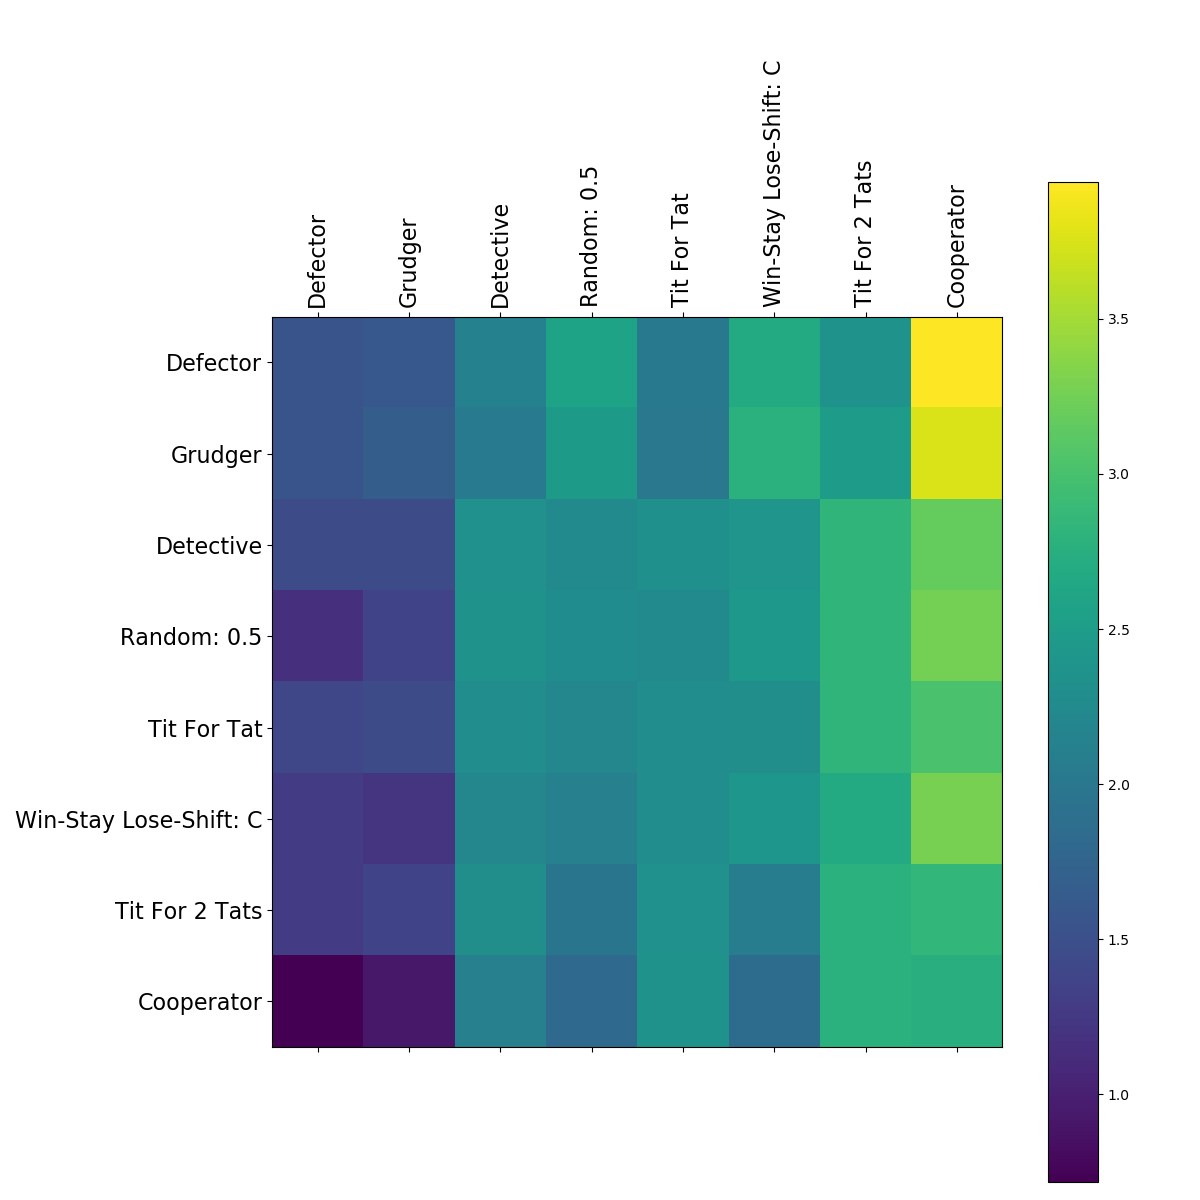 Defector
Grudger
Detective
Random: 0.5
Tit For Tat
Win-Stay Lose-Shift: C
Tit For 2 Tats
Cooperator
Defector
Grudger
Detective
Random: 0.5
Tit For Tat
Win-Stay Lose-Shift: C
Tit For 2 Tats
Cooperator
3.5
3.0
2.5
2.0
1.5
1.0